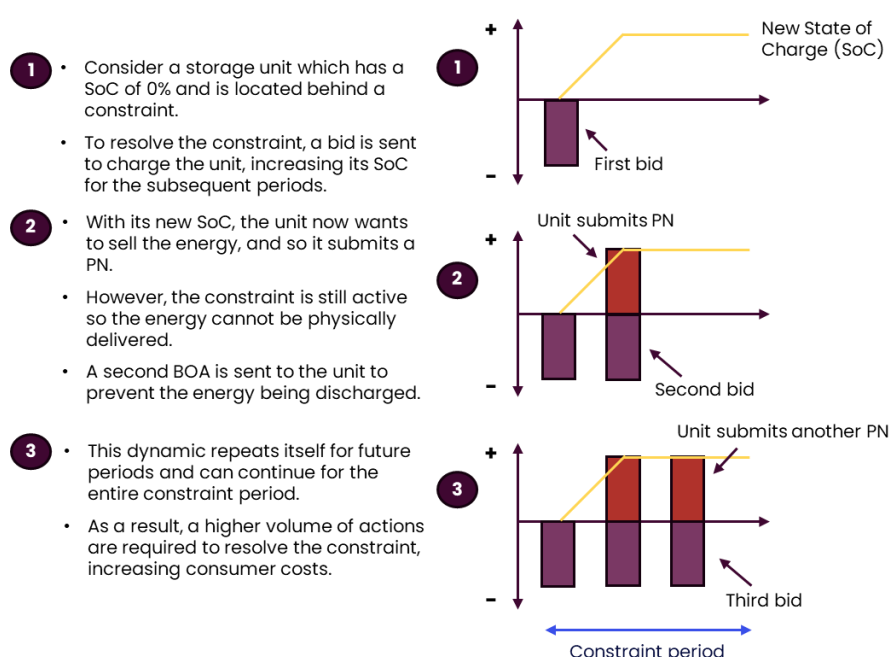 1
• Consider a storage unit which has a
SoC of 0% and is located behind a
constraint.
• To resolve the constraint, a bid is sent
to charge the unit, increasing its SoC
for the subsequent periods.
+
1
New State of
Charge (SoC)
First bid
-
2
• With its new SoC, the unit now wants
to sell the energy, and so it submits a
PN.
• However, the constraint is still active
so the energy cannot be physically
delivered.
• A second BOA is sent to the unit to
prevent the energy being discharged.
Unit submits PN
+
2
-
Second bid
3
• This dynamic repeats itself for future
periods and can continue for the
entire constraint period.
• As a result, a higher volume of actions
are required to resolve the constraint,
increasing consumer costs.
Unit submits another PN
+
3
-
Third bid
Constraint period